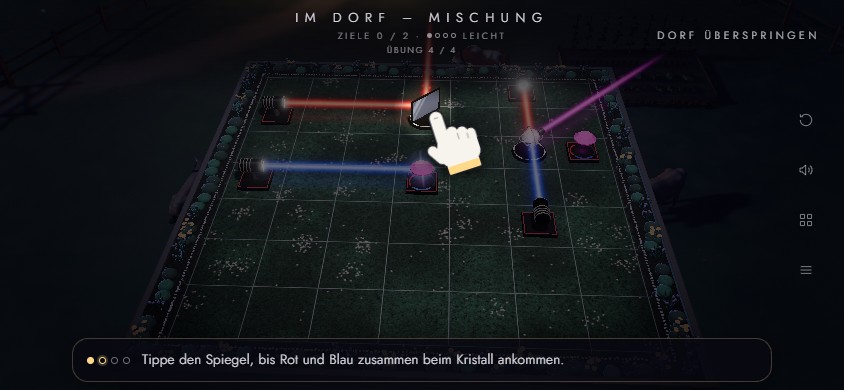 IM DORF — MISCHUNG
ZIELE 0 / 2 · LEICHT
ÜBUNG 4 / 4
DORF ÜBERSPRINGEN
Tippe den Spiegel, bis Rot und Blau zusammen beim Kristall ankommen.